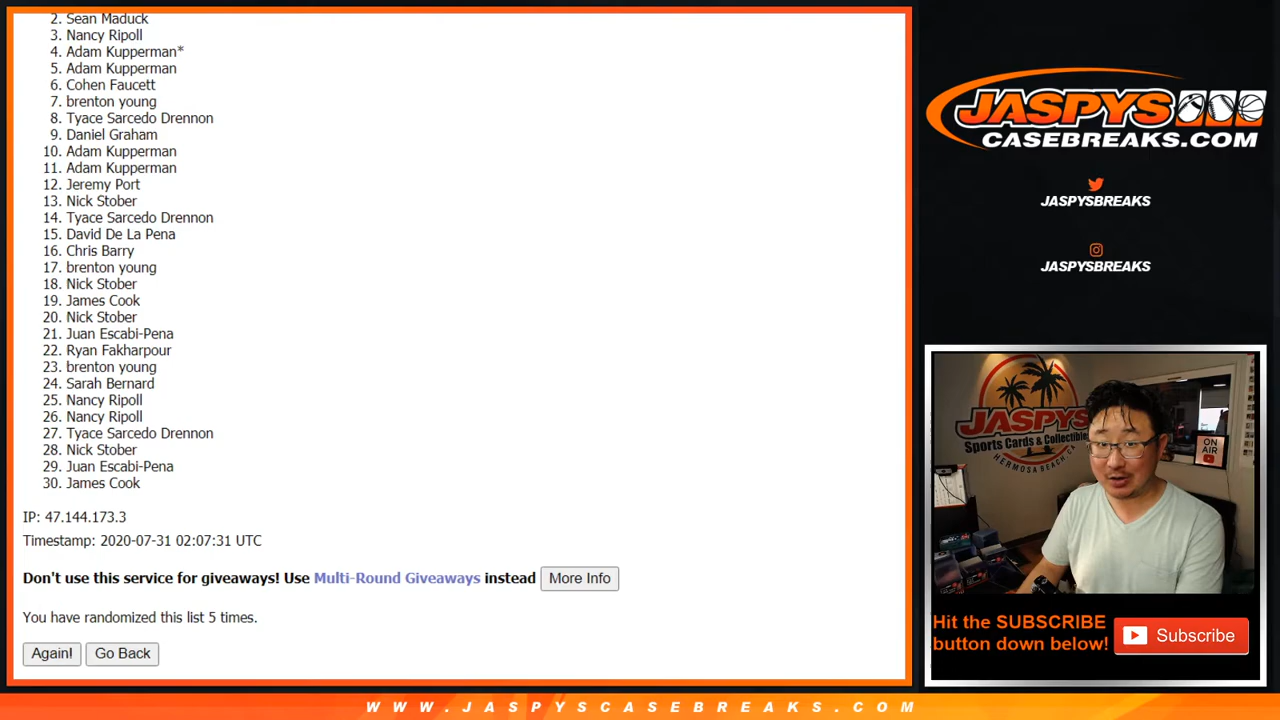 2. Sean Maduck
3. Nancy Ripoll
4. Adam Kupperman*
5. Adam Kupperman
6. Cohen Faucett
7. brenton young
8. Tyace Sarcedo Drennon
9. Daniel Graham
10. Adam Kupperman
11. Adam Kupperman
12. Jeremy Port
13. Nick Stober
14. Tyace Sarcedo Drennon
15. David De La Pena
16. Chris Barry
17. brenton young
18. Nick Stober
19. James Cook
20. Nick Stober
21. Juan Escabi-Pena
22. Ryan Fakharpour
23. brenton young
24. Sarah Bernard
25. Nancy Ripoll
26. Nancy Ripoll
27. Tyace Sarcedo Drennon
28. Nick Stober
29. Juan Escabi-Pena
30. James Cook
IP: 47.144.173.3
Timestamp: 2020-07-31 02:07:31 UTC
Don't use this service for giveaways! Use Multi-Round Giveaways instead More Info
You have randomized this list 5 times.
Again! Go Back
JASPYS
CASEBREAKS.COM
JASPYSBREAKS
JASPYSBREAKS
JASPYS
Sports Cards & Collectible
HERMOSA BEACH, CA
ON
AIR
Hit the SUBSCRIBE
button down below!
Subscribe
WWW.JASPYSCASEBREAKS.COM